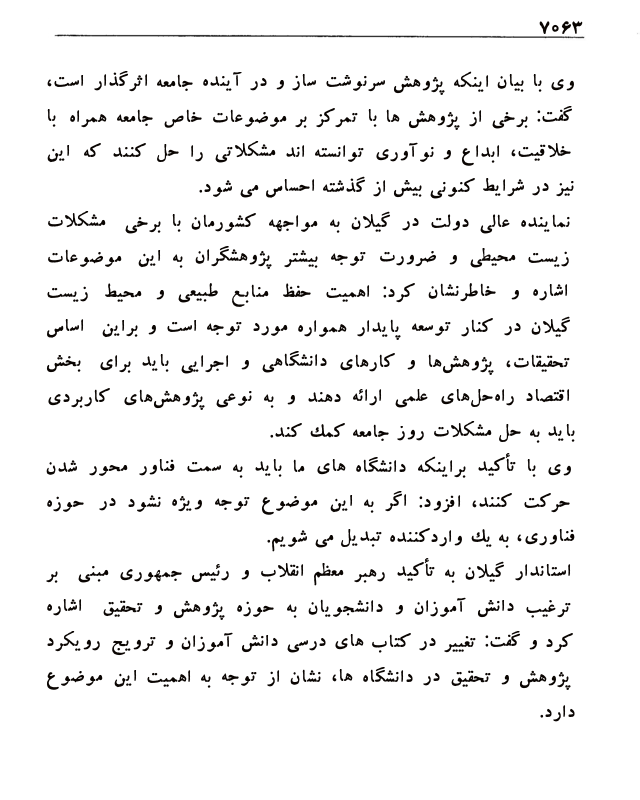 ۷۰۶۳
وی با بیان اینکه پژوهش سرنوشت ساز و در آینده جامعه اثرگذار است،
گفت: برخی از پژوهش ها با تمرکز بر موضوعات خاص جامعه همراه با
خلاقیت، ابداع و نوآوری توانسته اند مشکلاتی را حل کنند که این
نیز در شرایط کنونی بیش از گذشته احساس می شود.
نماینده عالی دولت در گیلان به مواجهه کشورمان با برخی مشکلات
زیست محیطی و ضرورت توجه بیشتر پژوهشگران به این موضوعات
اشاره و خاطرنشان کرد: اهمیت حفظ منابع طبیعی و محیط زیست
گیلان در کنار توسعه پایدار همواره مورد توجه است و براین اساس
تحقیقات، پژوهش‌ها و کارهای دانشگاهی و اجرایی باید برای بخش
اقتصاد راه‌حل‌های علمی ارائه دهند و به نوعی پژوهش‌های کاربردی
باید به حل مشکلات روز جامعه کمك کند.
وی با تأکید براینکه دانشگاه های ما باید به سمت فناور محور شدن
حرکت کنند، افزود: اگر به این موضوع توجه ویژه نشود در حوزه
فناوری، به یك واردکننده تبدیل می شویم.
استاندار گیلان به تأکید رهبر معظم انقلاب و رئیس جمهوری مبنی بر
ترغیب دانش آموزان و دانشجویان به حوزه پژوهش و تحقیق اشاره
کرد و گفت: تغییر در کتاب های درسی دانش آموزان و ترویج رویکرد
پژوهش و تحقیق در دانشگاه ها، نشان از توجه به اهمیت این موضوع
دارد.